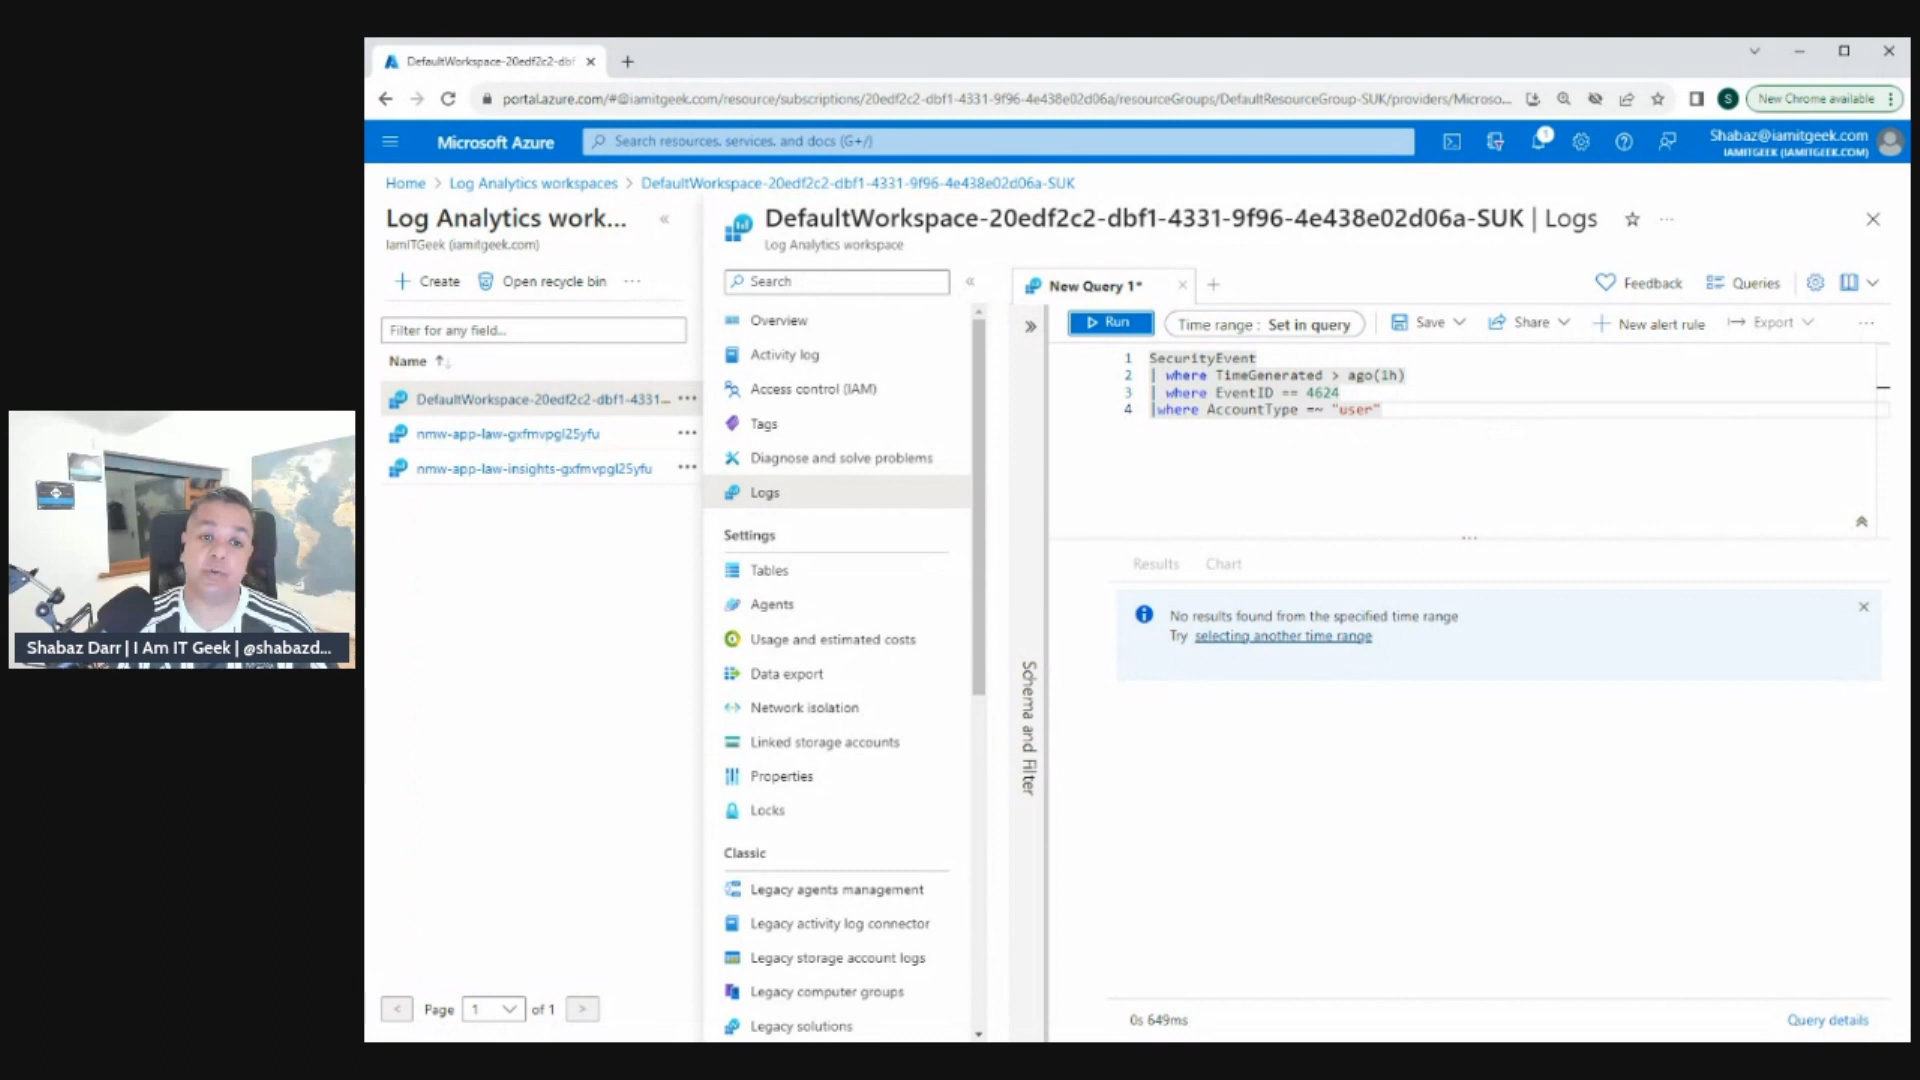 DefaultWorkspace-20edf2c2-dbf
portal.azure.com/#@iamitgeek.com/resource/subscriptions/20edf2c2-dbf1-4331-9f96-4e438e02d06a/resourceGroups/DefaultResourceGroup-SUK/providers/Microso...
S
New Chrome available
Microsoft Azure
Search resources, services, and docs (G+/)
1
Shabaz@iamitgeek.com
IAMITGEEK (IAMITGEEK.COM)
Home > Log Analytics workspaces > DefaultWorkspace-20edf2c2-dbf1-4331-9f96-4e438e02d06a-SUK
Log Analytics work...
IamITGeek (iamitgeek.com)
Create
Open recycle bin
Filter for any field...
Name
DefaultWorkspace-20edf2c2-dbf1-4331...
nmw-app-law-gxfmvpgl25yfu
nmw-app-law-insights-gxfmvpgl25yfu
Page 1 of 1
DefaultWorkspace-20edf2c2-dbf1-4331-9f96-4e438e02d06a-SUK | Logs
Log Analytics workspace
Search
Overview
Activity log
Access control (IAM)
Tags
Diagnose and solve problems
Logs
Settings
Tables
Agents
Usage and estimated costs
Data export
Network isolation
Linked storage accounts
Properties
Locks
Classic
Legacy agents management
Legacy activity log connector
Legacy storage account logs
Legacy computer groups
Legacy solutions
New Query 1*
Feedback
Queries
Run
Time range : Set in query
Save
Share
New alert rule
Export
Schema and Filter
1 SecurityEvent
2 | where TimeGenerated > ago(1h)
3 | where EventID == 4624
4 |where AccountType =~ "user"
Results
Chart
No results found from the specified time range
Try selecting another time range
0s 649ms
Query details
Shabaz Darr | I Am IT Geek | @shabazd...